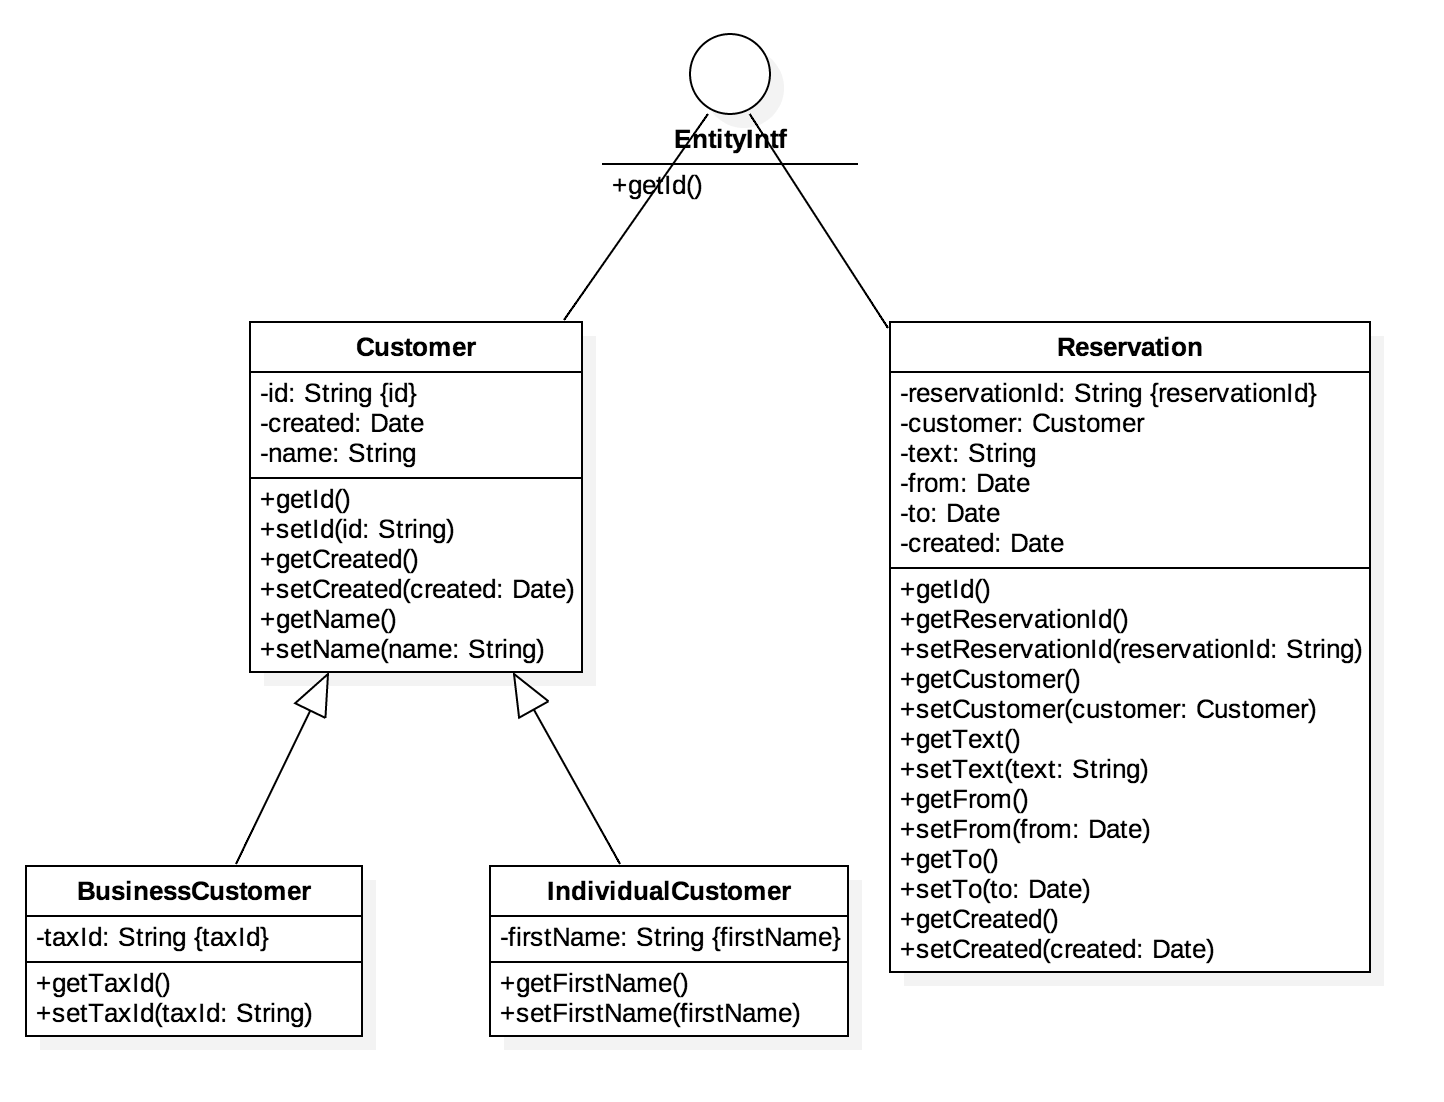 EntityIntf
+getId()
Customer
-id: String {id}
-created: Date
-name: String
+getId()
+setId(id: String)
+getCreated()
+setCreated(created: Date)
+getName()
+setName(name: String)
Reservation
-reservationId: String {reservationId}
-customer: Customer
-text: String
-from: Date
-to: Date
-created: Date
+getId()
+getReservationId()
+setReservationId(reservationId: String)
+getCustomer()
+setCustomer(customer: Customer)
+getText()
+setText(text: String)
+getFrom()
+setFrom(from: Date)
+getTo()
+setTo(to: Date)
+getCreated()
+setCreated(created: Date)
BusinessCustomer
-taxId: String {taxId}
+getTaxId()
+setTaxId(taxId: String)
IndividualCustomer
-firstName: String {firstName}
+getFirstName()
+setFirstName(firstName)